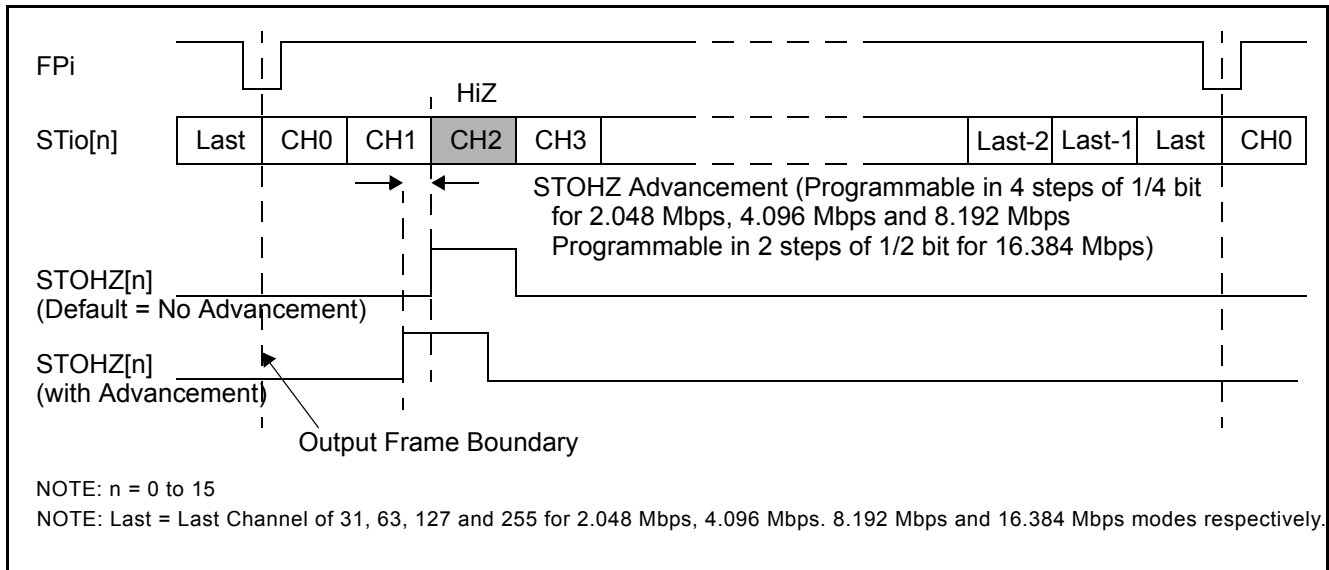 FPi
HiZ
STio[n]
Last CH0 CH1 CH2 CH3 Last-2 Last-1 Last CH0
STOHZ Advancement (Programmable in 4 steps of 1/4 bit
for 2.048 Mbps, 4.096 Mbps and 8.192 Mbps
Programmable in 2 steps of 1/2 bit for 16.384 Mbps)
STOHZ[n]
(Default = No Advancement)
STOHZ[n]
(with Advancement)
Output Frame Boundary
NOTE: n = 0 to 15
NOTE: Last = Last Channel of 31, 63, 127 and 255 for 2.048 Mbps, 4.096 Mbps. 8.192 Mbps and 16.384 Mbps modes respectively.